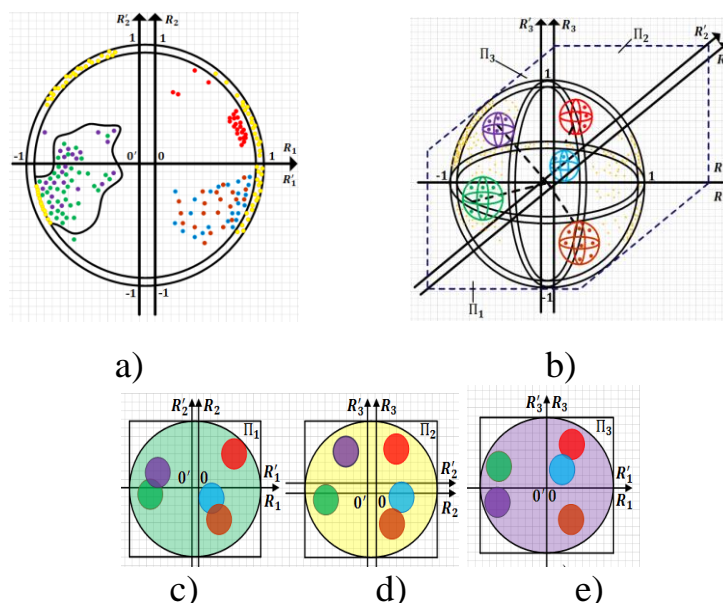 R′₂ R₂
1 1
R₁
-1 0′ 0 1
R′₁
-1 -1
a)
R′₃ R₃
R′₂
Π₂
Π₃
1
R
-1 1
R
-1
Π₁
b)
R′₂ R₂
Π₁
0′ 0 R′₁
R₁
c)
R′₃ R₃
Π₂
R′₂
0′ 0 R₂
d)
R′₃ R₃
Π₃
R′₁
0′ 0 R₁
e)